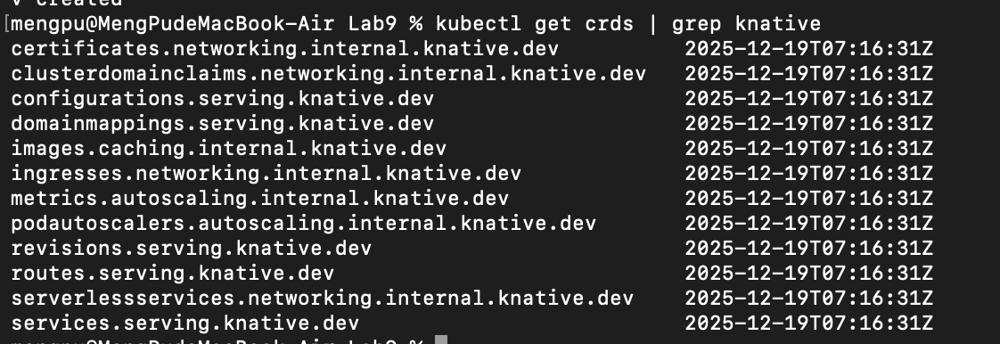 v created
[mengpu@MengPudeMacBook-Air Lab9 % kubectl get crds | grep knative
certificates.networking.internal.knative.dev 2025-12-19T07:16:31Z
clusterdomainclaims.networking.internal.knative.dev 2025-12-19T07:16:31Z
configurations.serving.knative.dev 2025-12-19T07:16:31Z
domainmappings.serving.knative.dev 2025-12-19T07:16:31Z
images.caching.internal.knative.dev 2025-12-19T07:16:31Z
ingresses.networking.internal.knative.dev 2025-12-19T07:16:31Z
metrics.autoscaling.internal.knative.dev 2025-12-19T07:16:31Z
podautoscalers.autoscaling.internal.knative.dev 2025-12-19T07:16:31Z
revisions.serving.knative.dev 2025-12-19T07:16:31Z
routes.serving.knative.dev 2025-12-19T07:16:31Z
serverlessservices.networking.internal.knative.dev 2025-12-19T07:16:31Z
services.serving.knative.dev 2025-12-19T07:16:31Z
mengpu@MengPudeMacBook-Air Lab9 %